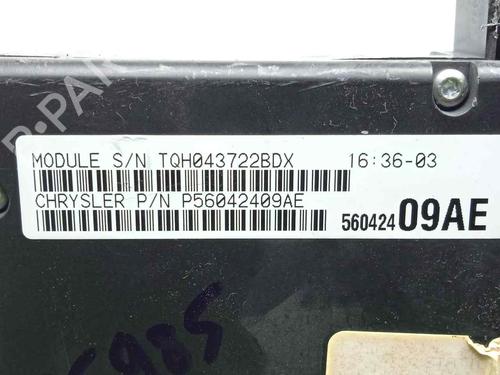 MODULE S/N TQH043722BDX 16:36-03
CHRYSLER P/N P56042409AE
56042409AE